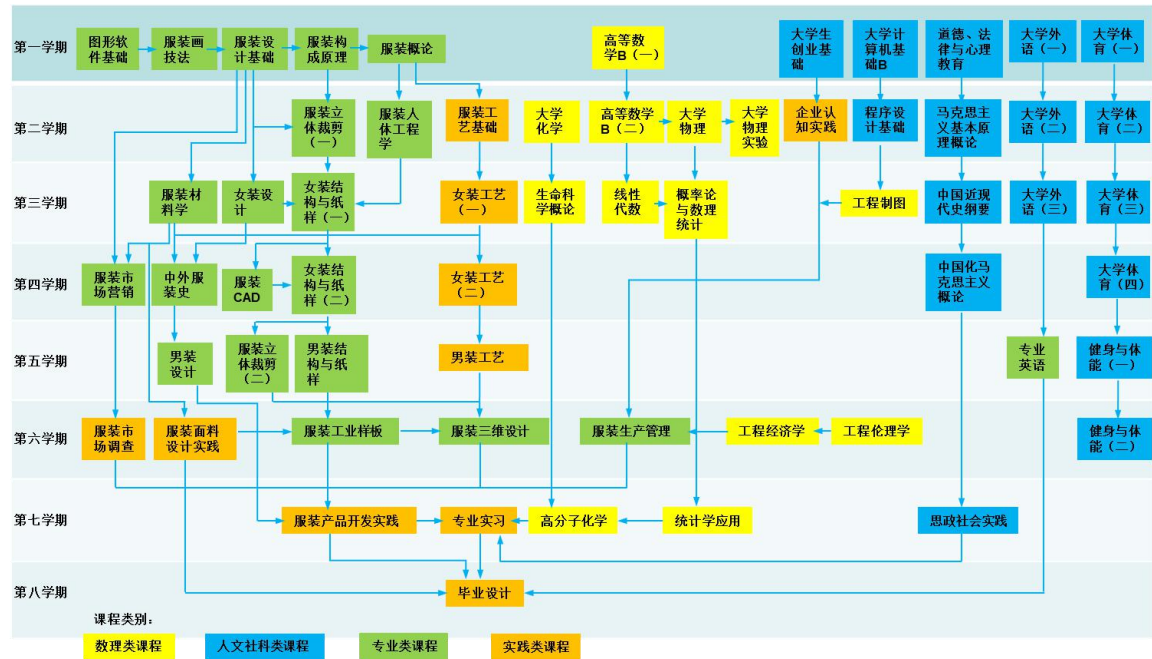 第一学期
图形软
件基础
服装画
技法
服装设
计基础
服装构
成原理
服装概论
高等数
学B（一）
大学生
创业基
础
大学计
算机基
础B
道德、法
律与心理
教育
大学外
语（一）
大学体
育（一）
第二学期
服装立
体裁剪
（一）
服装人
体工程
学
服装工
艺基础
大学
化学
高等数学
B（二）
大学
物理
大学
物理
实验
企业认
知实践
程序设
计基础
马克思主
义基本原
理概论
大学外
语（二）
大学体
育（二）
第三学期
服装材
料学
女装设
计
女装结
构与纸
样（一）
女装工艺
（一）
生命科
学概论
线性
代数
概率论
与数理
统计
工程制图
中国近现
代史纲要
大学外
语（三）
大学体
育（三）
第四学期
服装市
场营销
中外服
装史
服装
CAD
女装结
构与纸
样（二）
女装工艺
（二）
中国化马
克思主义
概论
大学体
育（四）
第五学期
男装
设计
服装立
体裁剪
（二）
男装结
构与纸
样
男装工艺
专业
英语
健身与体
能（一）
第六学期
服装市
场调查
服装面料
设计实践
服装工业样板
服装三维设计
服装生产管理
工程经济学
工程伦理学
健身与体
能（二）
第七学期
服装产品开发实践
专业实习
高分子化学
统计学应用
思政社会实践
第八学期
毕业设计
课程类别：
数理类课程
人文社科类课程
专业类课程
实践类课程